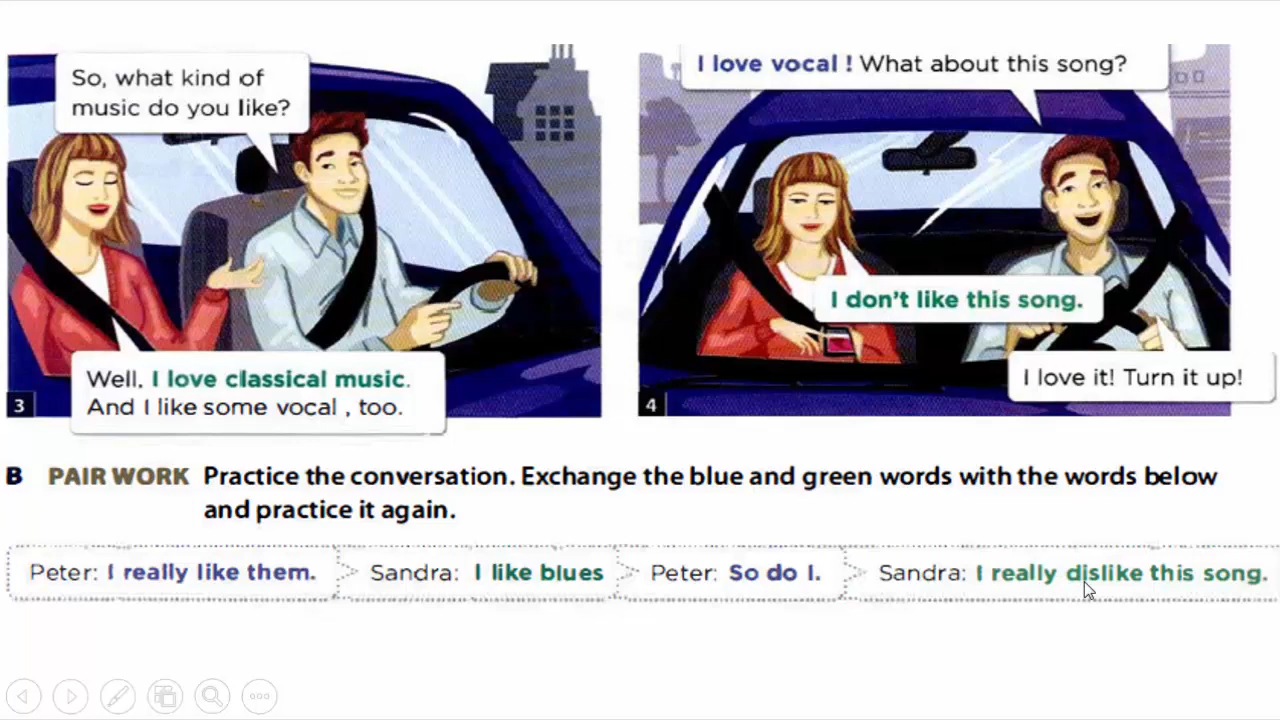 So, what kind of
music do you like?
Well, I love classical music.
And I like some vocal , too.
3
I love vocal ! What about this song?
I don't like this song.
I love it! Turn it up!
4
B PAIR WORK Practice the conversation. Exchange the blue and green words with the words below
and practice it again.
Peter: I really like them. Sandra: I like blues Peter: So do I. Sandra: I really dislike this song.